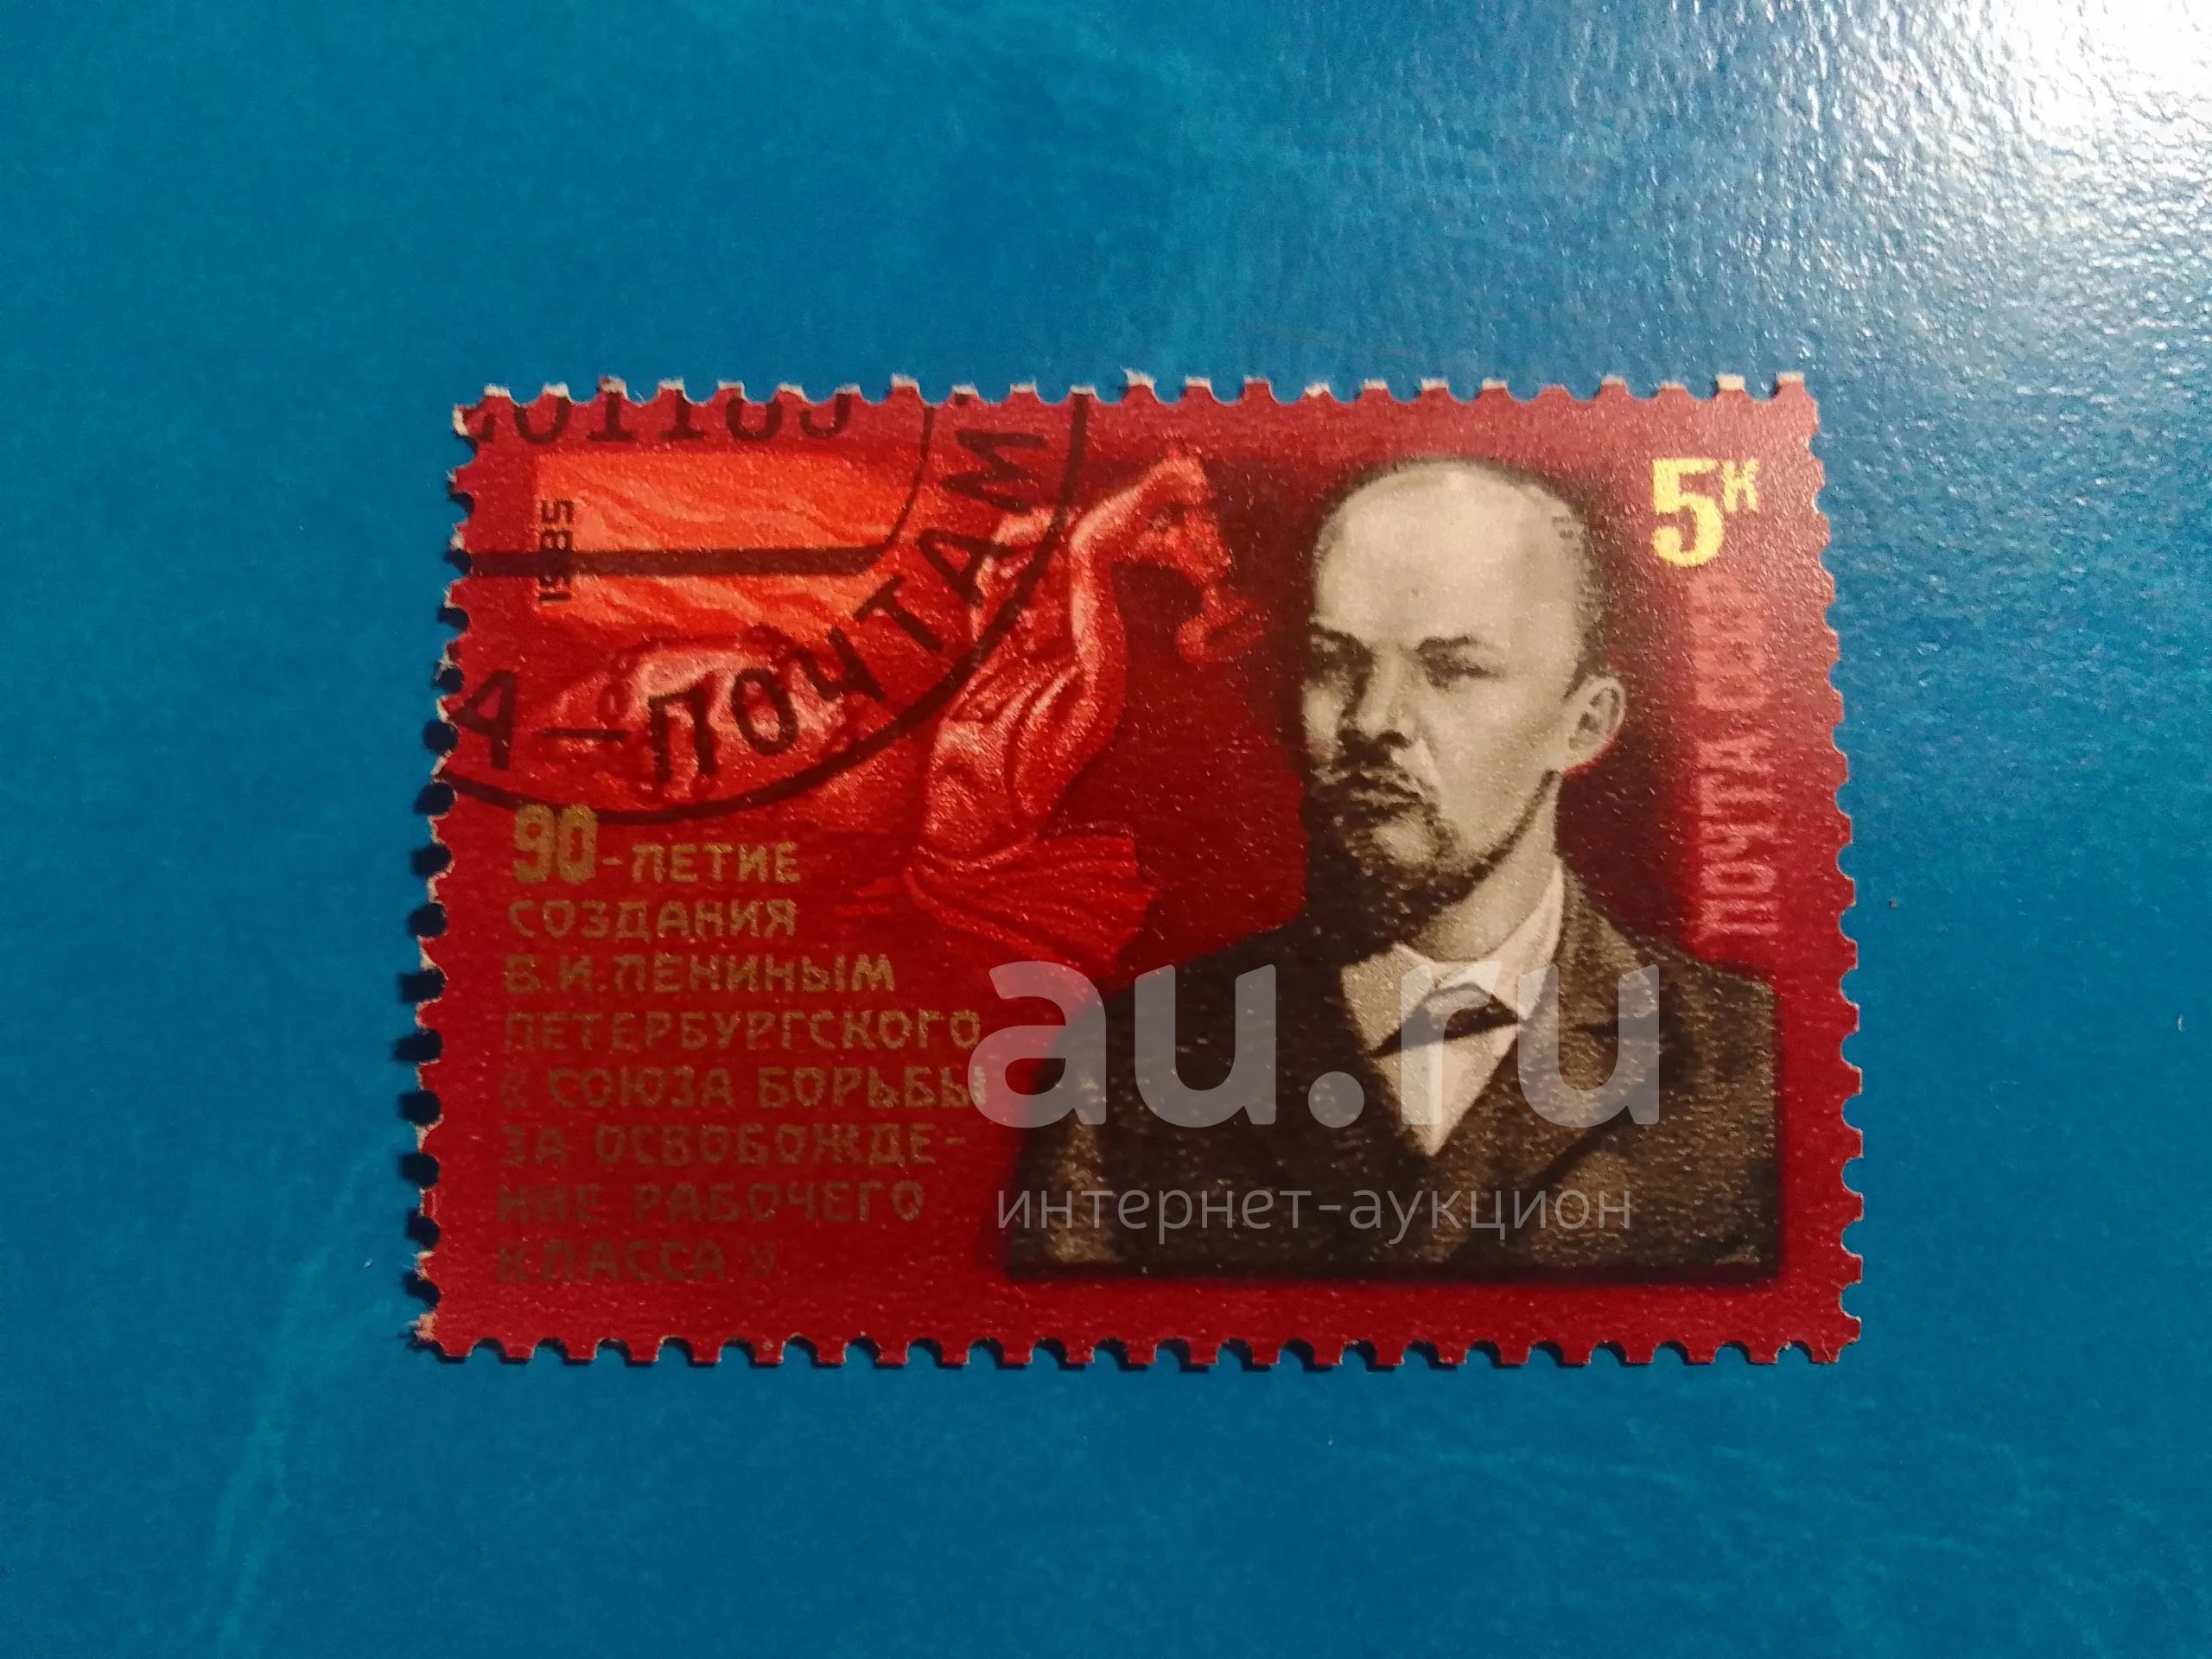 1985
5к
ПОЧТА СССР
А-ПОЧТАМ
90-ЛЕТИЕ
СОЗДАНИЯ
В.И.ЛЕНИНЫМ
ПЕТЕРБУРГСКОГО
«СОЮЗА БОРЬБЫ
ЗА ОСВОБОЖДЕ-
НИЕ РАБОЧЕГО
КЛАССА»
au.ru
интернет-аукцион